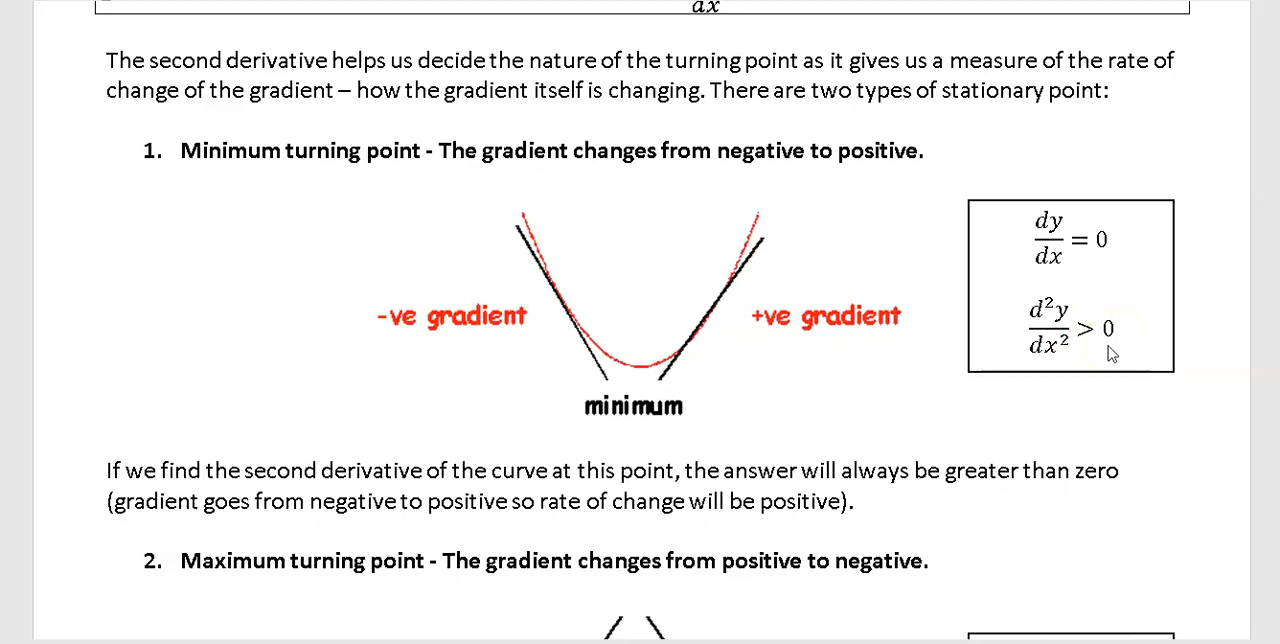 dx
The second derivative helps us decide the nature of the turning point as it gives us a measure of the rate of
change of the gradient – how the gradient itself is changing. There are two types of stationary point:
1. Minimum turning point - The gradient changes from negative to positive.
dy/dx = 0
-ve gradient
+ve gradient
d²y/dx² > 0
minimum
If we find the second derivative of the curve at this point, the answer will always be greater than zero
(gradient goes from negative to positive so rate of change will be positive).
2. Maximum turning point - The gradient changes from positive to negative.